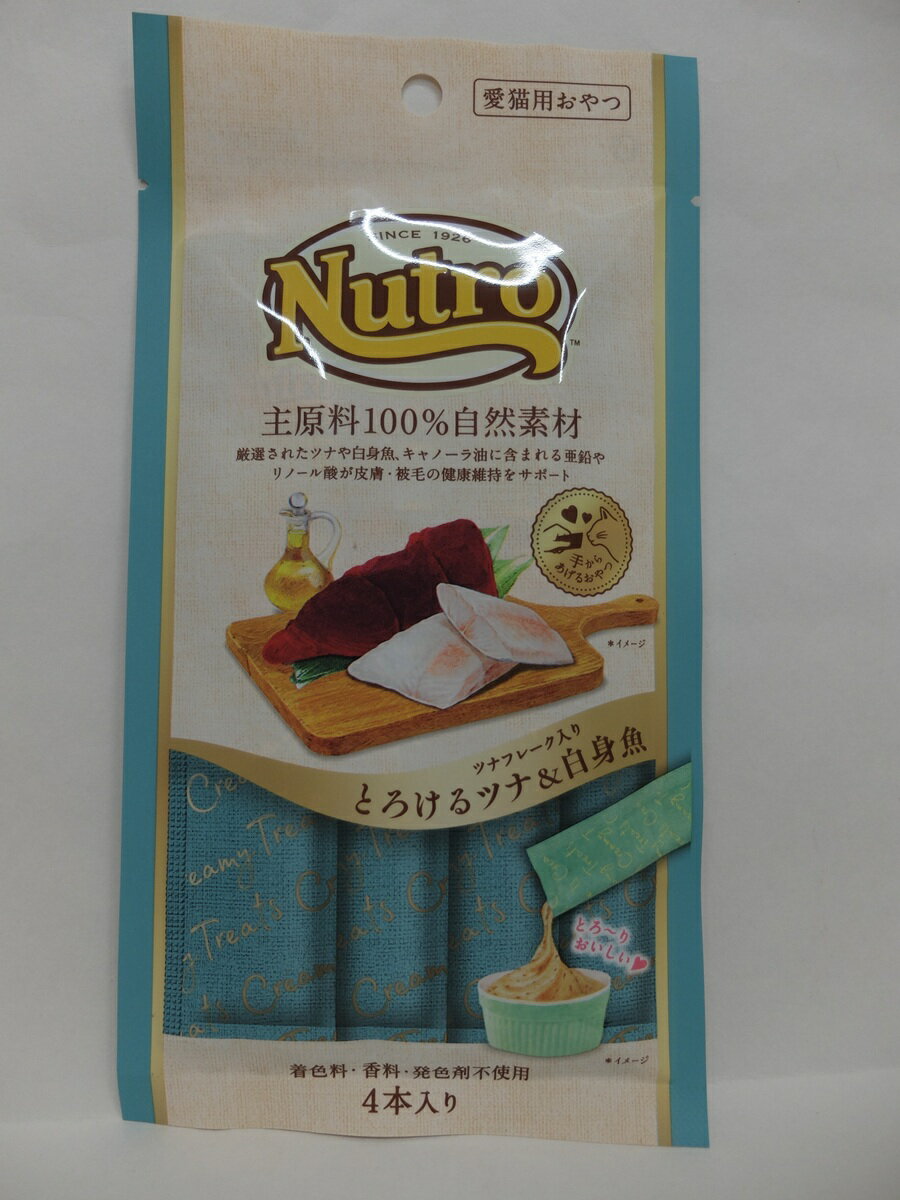 愛猫用おやつ
SINCE 1926
Nutro™
主原料100%自然素材
厳選されたツナや白身魚、キャノーラ油に含まれる亜鉛や
リノール酸が皮膚・被毛の健康維持をサポート
手から
あげるおやつ
*イメージ
ツナフレーク入り
とろけるツナ&白身魚
Creamy Treats
とろ~り
おいしい♥
*イメージ
着色料・香料・発色剤不使用
4本入り